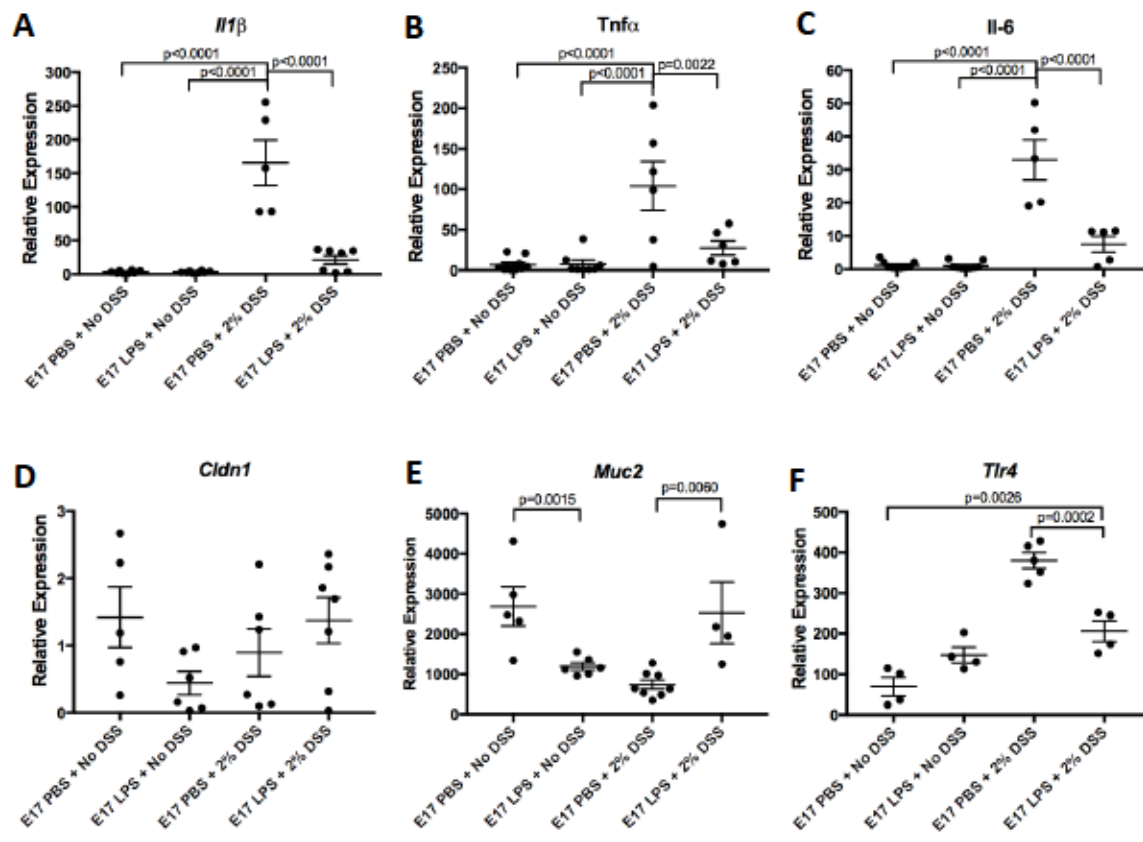 A
Il1β
p<0.0001
p<0.0001
p<0.0001
Relative Expression
300
250
200
150
100
50
0
E17 PBS + No DSS
E17 LPS + No DSS
E17 PBS + 2% DSS
E17 LPS + 2% DSS
B
Tnfα
p<0.0001
p=0.0022
p<0.0001
Relative Expression
250
200
150
100
50
0
E17 PBS + No DSS
E17 LPS + No DSS
E17 PBS + 2% DSS
E17 LPS + 2% DSS
C
Il-6
p<0.0001
p<0.0001
p<0.0001
Relative Expression
60
50
40
30
20
10
0
E17 PBS + No DSS
E17 LPS + No DSS
E17 PBS + 2% DSS
E17 LPS + 2% DSS
D
Cldn1
Relative Expression
3
2
1
0
E17 PBS + No DSS
E17 LPS + No DSS
E17 PBS + 2% DSS
E17 LPS + 2% DSS
E
Muc2
p=0.0015
p=0.0060
Relative Expression
5000
4000
3000
2000
1000
0
E17 PBS + No DSS
E17 LPS + No DSS
E17 PBS + 2% DSS
E17 LPS + 2% DSS
F
Tlr4
p=0.0026
p=0.0002
Relative Expression
500
400
300
200
100
0
E17 PBS + No DSS
E17 LPS + No DSS
E17 PBS + 2% DSS
E17 LPS + 2% DSS